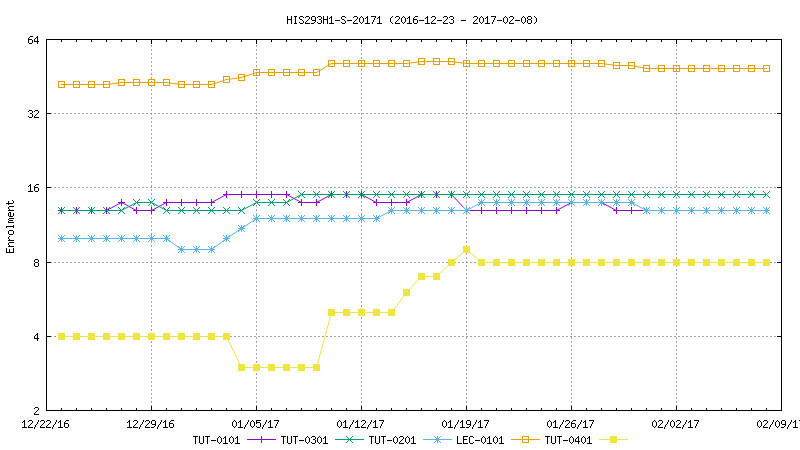 HIS293H1-S-20171 (2016-12-23 - 2017-02-08)
64
32
16
8
4
2
Enrolment
12/22/16 12/29/16 01/05/17 01/12/17 01/19/17 01/26/17 02/02/17 02/09/17
TUT-0101 TUT-0301 TUT-0201 LEC-0101 TUT-0401